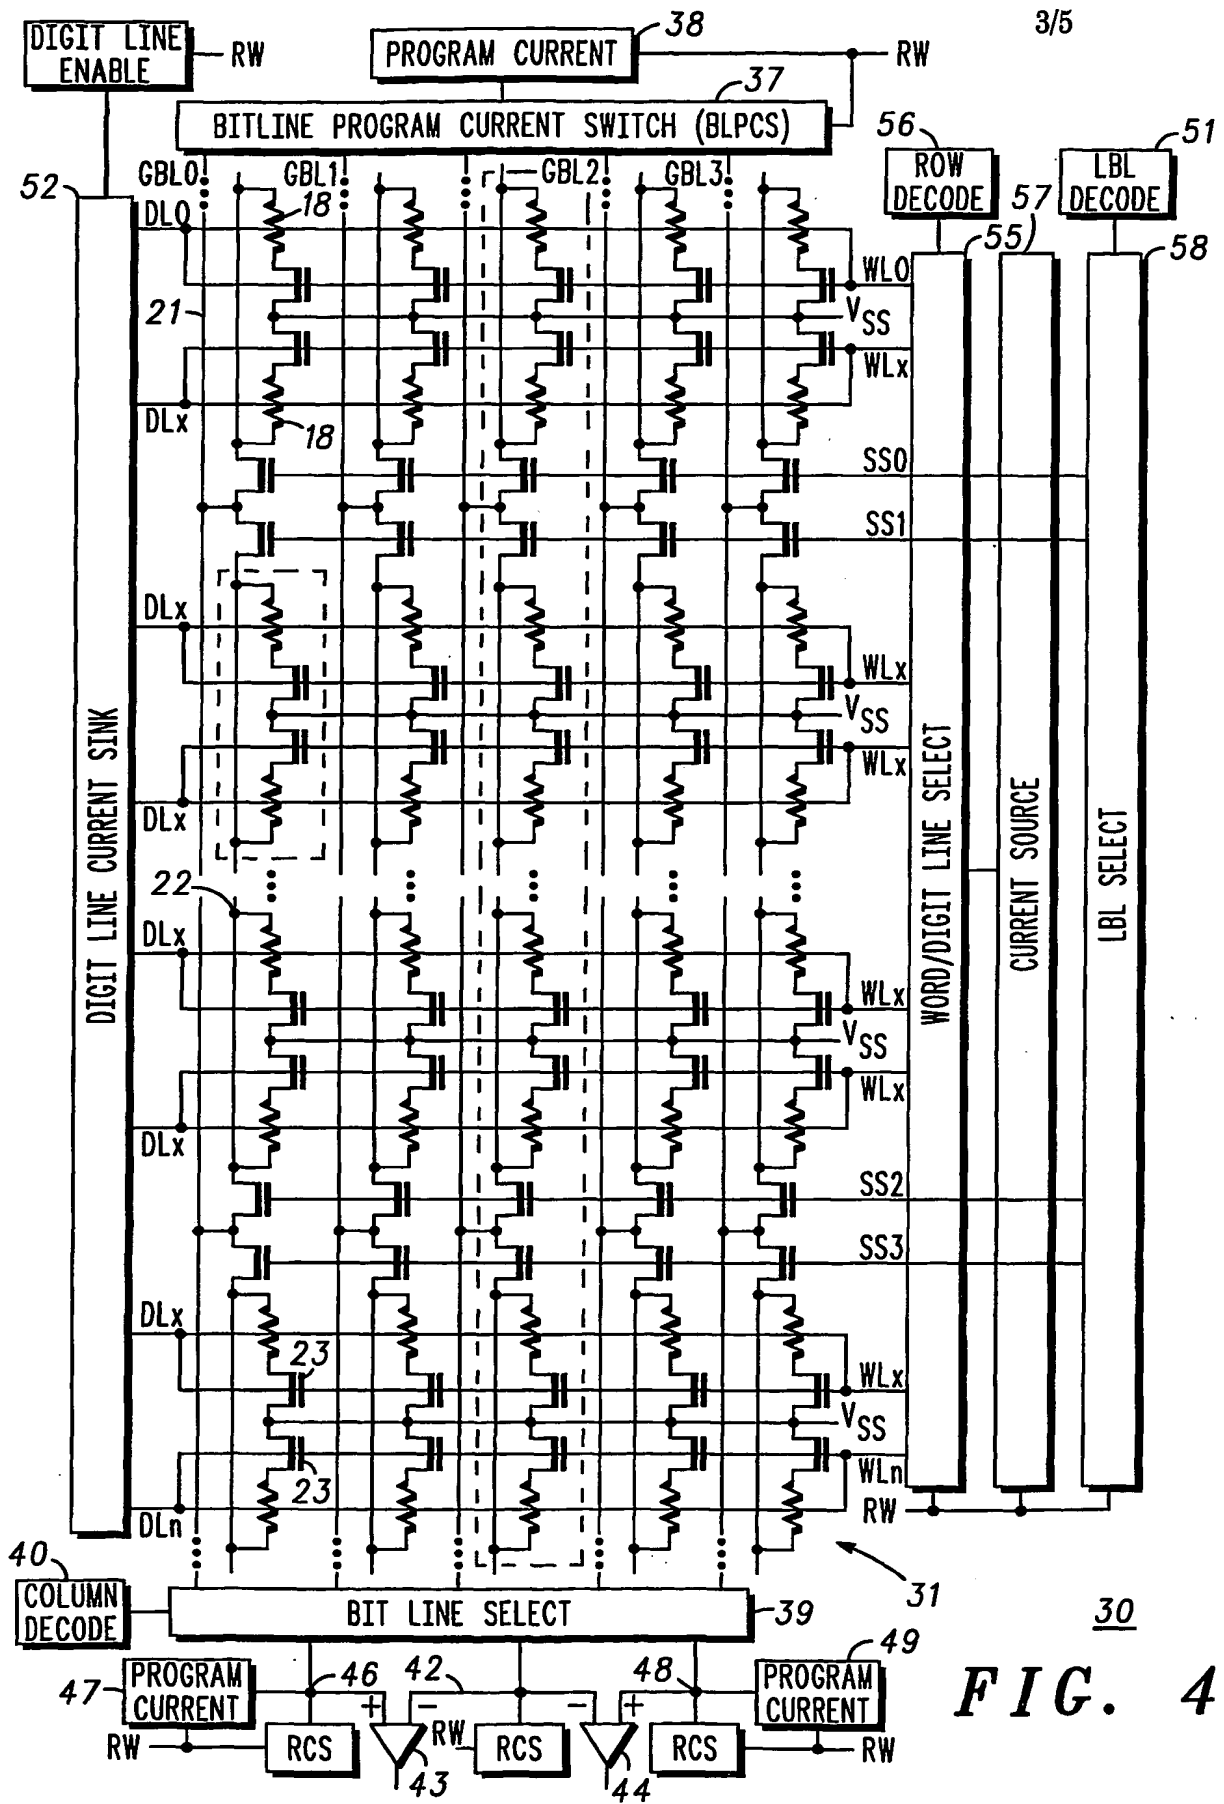 3/5
DIGIT LINE
ENABLE
RW
PROGRAM CURRENT
38
RW
37
BITLINE PROGRAM CURRENT SWITCH (BLPCS)
56
ROW
DECODE
51
LBL
DECODE
52
GBL0
GBL1
GBL2
GBL3
57
55
58
DL0
18
WL0
21
VSS
WLx
DLx
18
SS0
SS1
DLx
WLx
VSS
WLx
DLx
DIGIT LINE CURRENT SINK
WORD/DIGIT LINE SELECT
CURRENT SOURCE
LBL SELECT
22
DLx
WLx
VSS
WLx
DLx
SS2
SS3
DLx
23
WLx
VSS
23
WLn
DLn
RW
40
COLUMN
DECODE
BIT LINE SELECT
39
31
30
47
PROGRAM
CURRENT
46
42
48
49
PROGRAM
CURRENT
+
−
−
+
RW
RCS
RW
RCS
RCS
RW
43
44
FIG. 4